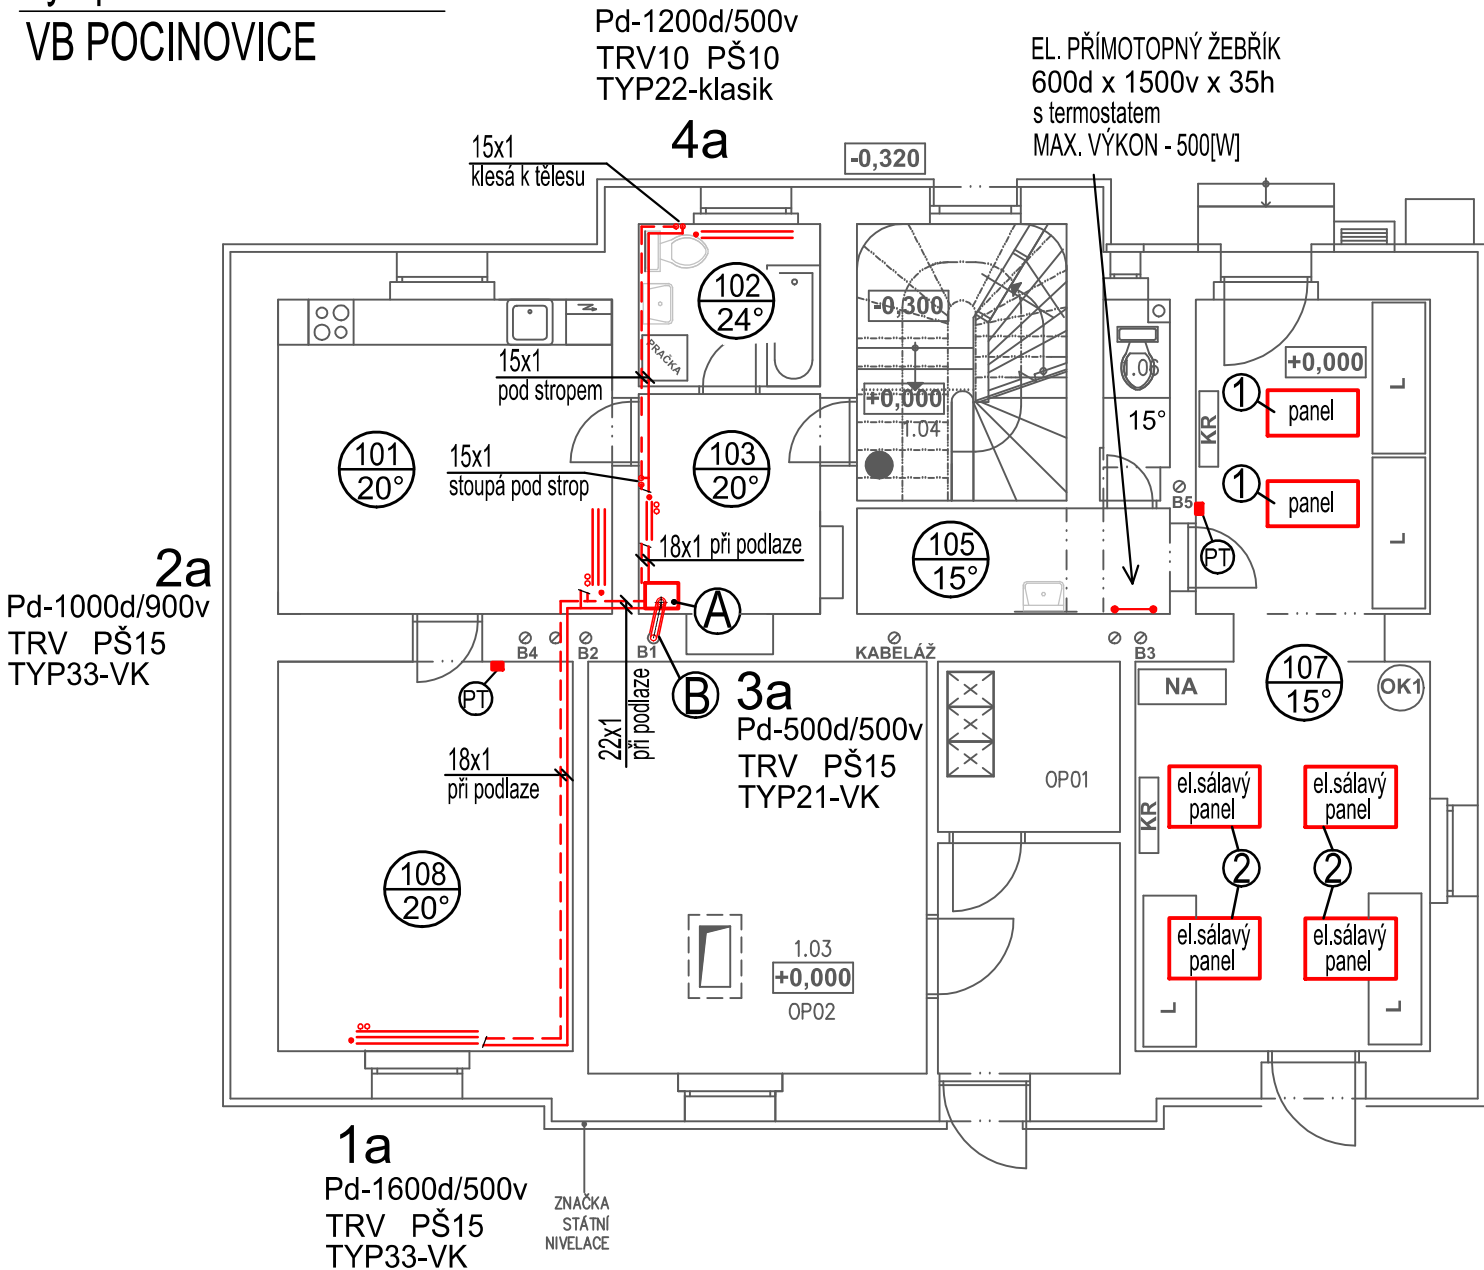 VB POCINOVICE
Pd-1200d/500v
TRV10 PŠ10
TYP22-klasik
4a
EL. PŘÍMOTOPNÝ ŽEBŘÍK
600d x 1500v x 35h
s termostatem
MAX. VÝKON - 500[W]
15x1
klesá k tělesu
-0,320
102
24°
-0,300
PRAČKA
15x1
pod stropem
+0,000
1.04
1.06
15°
+0,000
1
panel
KR
L
101
20°
15x1
stoupá pod strop
103
20°
1
panel
L
B5
PT
18x1 při podlaze
105
15°
2a
Pd-1000d/900v
TRV PŠ15
TYP33-VK
A
B4
B2
B1
KABELÁŽ
B3
PT
B
22x1
při podlaze
3a
Pd-500d/500v
TRV PŠ15
TYP21-VK
NA
107
15°
OK1
18x1
při podlaze
OP01
KR
el.sálavý
panel
el.sálavý
panel
2
2
108
20°
el.sálavý
panel
el.sálavý
panel
L
L
1.03
+0,000
OP02
1a
Pd-1600d/500v
TRV PŠ15
TYP33-VK
ZNAČKA
STÁTNÍ
NIVELACE